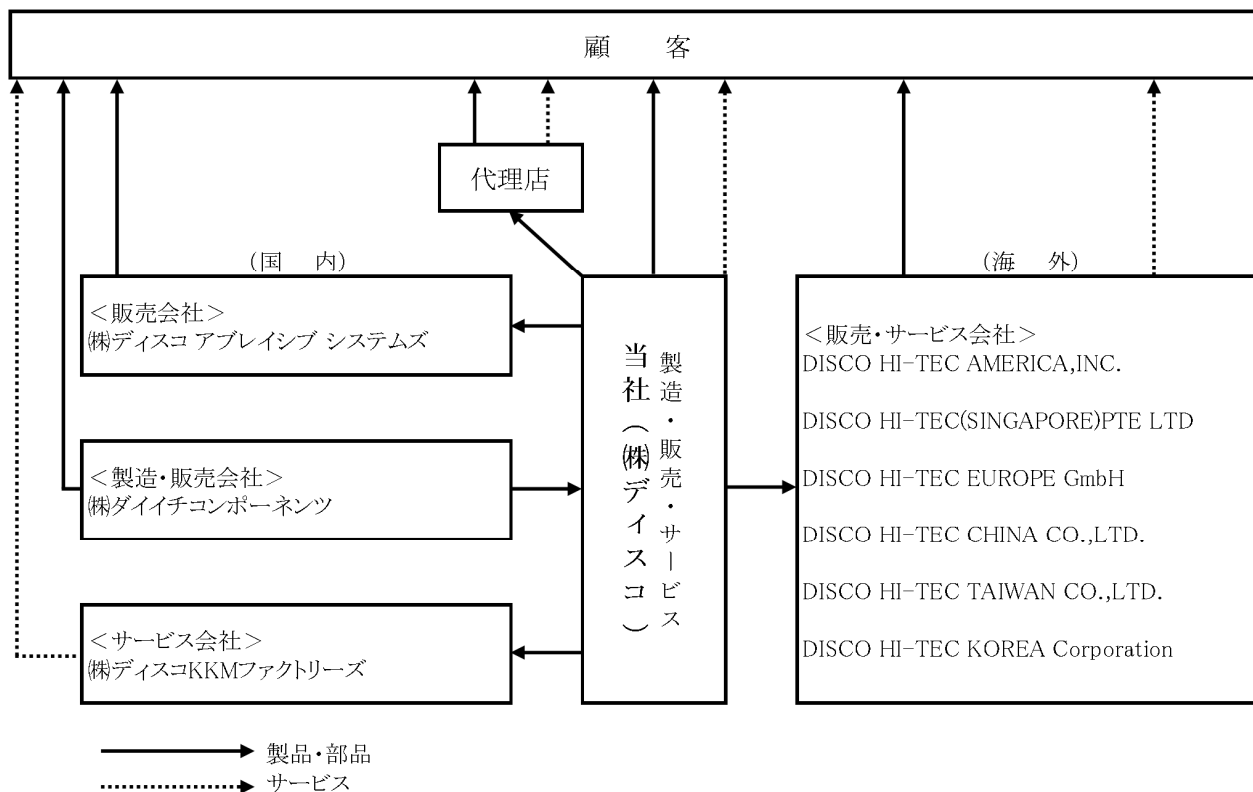 顧　客
代理店
(国　内)
(海　外)
＜販売会社＞
㈱ディスコ アブレイシブ システムズ
＜製造・販売会社＞
㈱ダイイチコンポーネンツ
＜サービス会社＞
㈱ディスコKKMファクトリーズ
当社（㈱ディスコ）
製造・販売・サービス
＜販売・サービス会社＞
DISCO HI-TEC AMERICA,INC.
DISCO HI-TEC(SINGAPORE)PTE LTD
DISCO HI-TEC EUROPE GmbH
DISCO HI-TEC CHINA CO.,LTD.
DISCO HI-TEC TAIWAN CO.,LTD.
DISCO HI-TEC KOREA Corporation
製品・部品
サービス